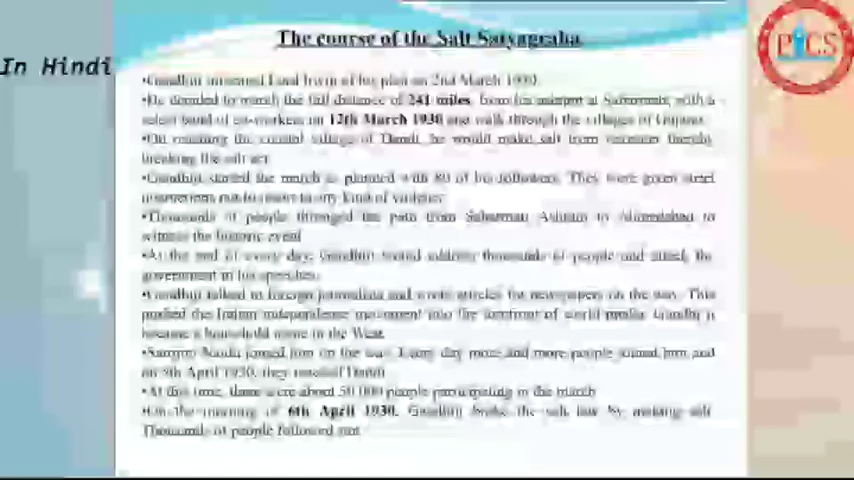 The course of the Salt Satyagraha
In Hindi
PiCS
•Gandhiji informed Lord Irwin of his plan on 2nd March 1930.
•He decided to march the full distance of 241 miles, from his ashram at Sabarmati, with a
select band of co-workers on 12th March 1930 and walk through the villages of Gujarat.
•On reaching the coastal village of Dandi, he would make salt from seawater thereby
breaking the salt act.
•Gandhiji started the march as planned with 80 of his followers. They were given strict
instructions not to resort to any kind of violence.
•Thousands of people thronged the path from Sabarmati Ashram to Ahmedabad to
witness the historic event.
•At the end of every day, Gandhiji would address thousands of people and attack the
government in his speeches.
•Gandhiji talked to foreign journalists and wrote articles for newspapers on the way. This
pushed the Indian independence movement into the forefront of world media. Gandhi
became a household name in the West.
•Sarojini Naidu joined him on the way. Every day more and more people joined him and
on 5th April 1930, they reached Dandi.
•At this time, there were about 50,000 people participating in the march.
•On the morning of 6th April 1930, Gandhiji broke the salt law by making salt.
Thousands of people followed suit.